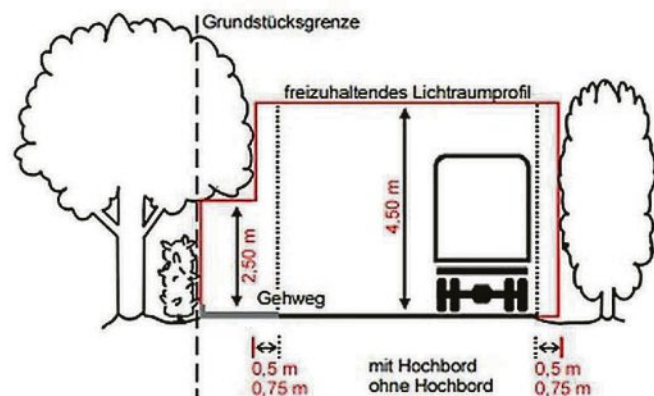 Grundstücksgrenze
freizuhaltendes Lichtraumprofil
4,50 m
2,50 m
Gehweg
0,5 m mit Hochbord 0,5 m
0,75 m ohne Hochbord 0,75 m